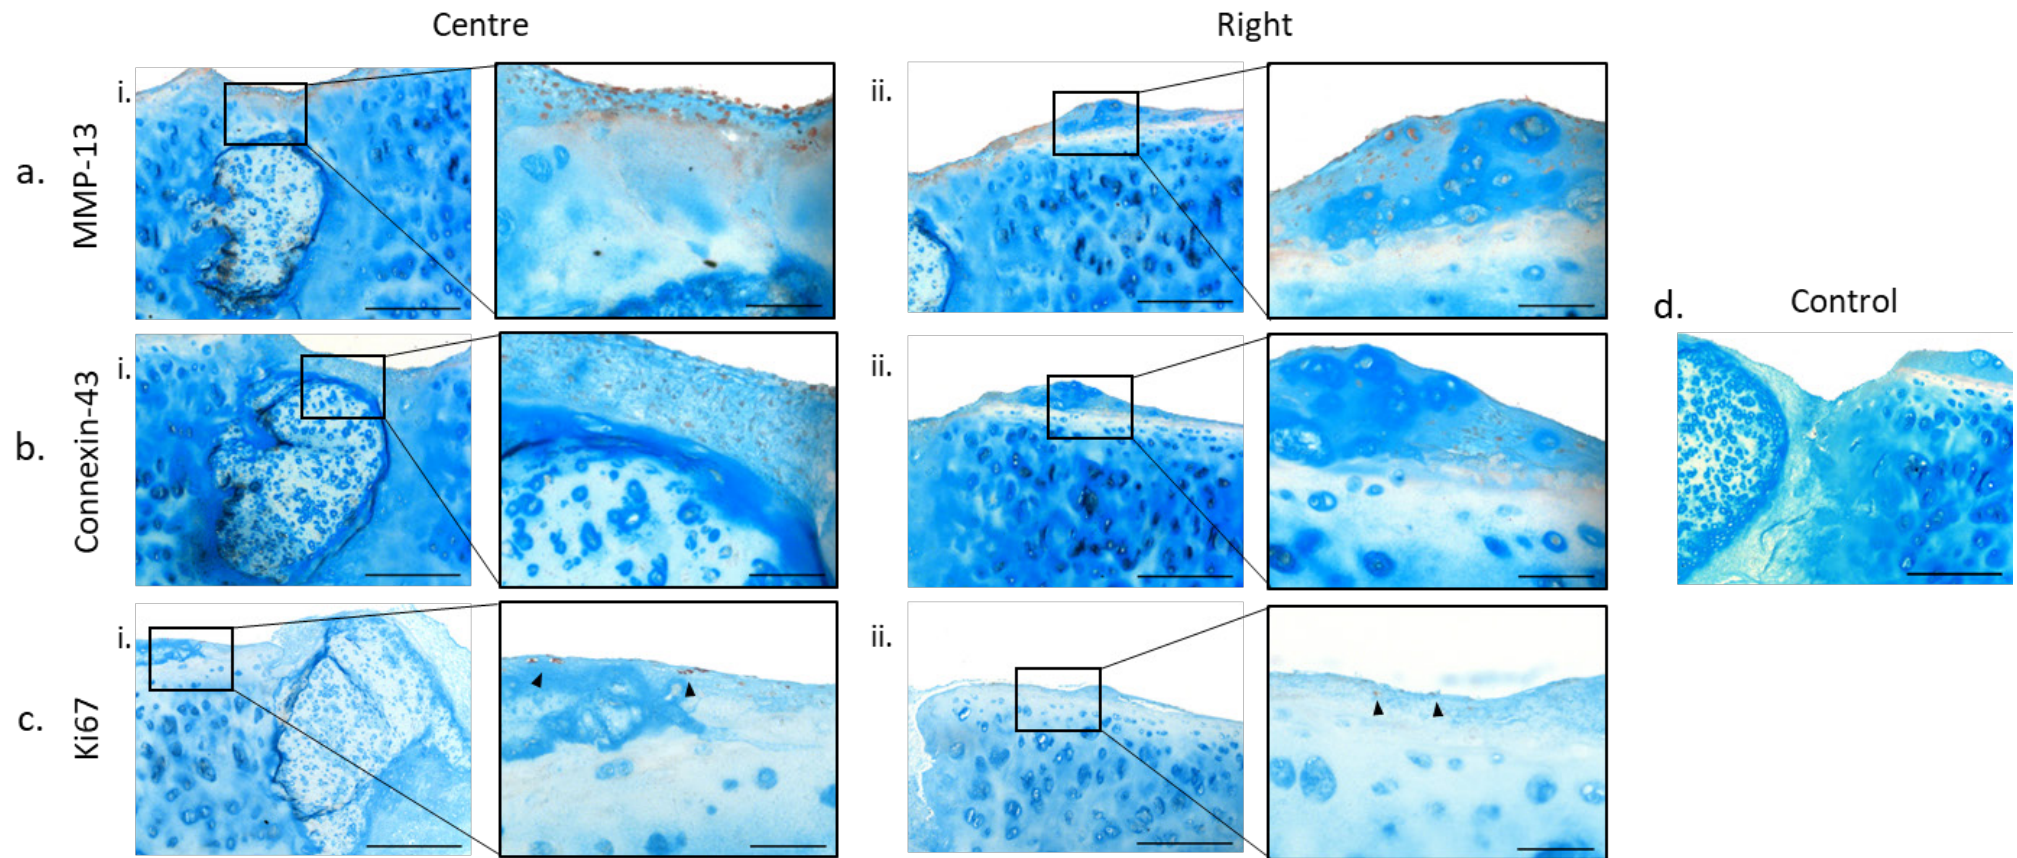 Centre
Right
a.
MMP-13
i.
ii.
b.
Connexin-43
i.
ii.
c.
Ki67
i.
ii.
d.
Control